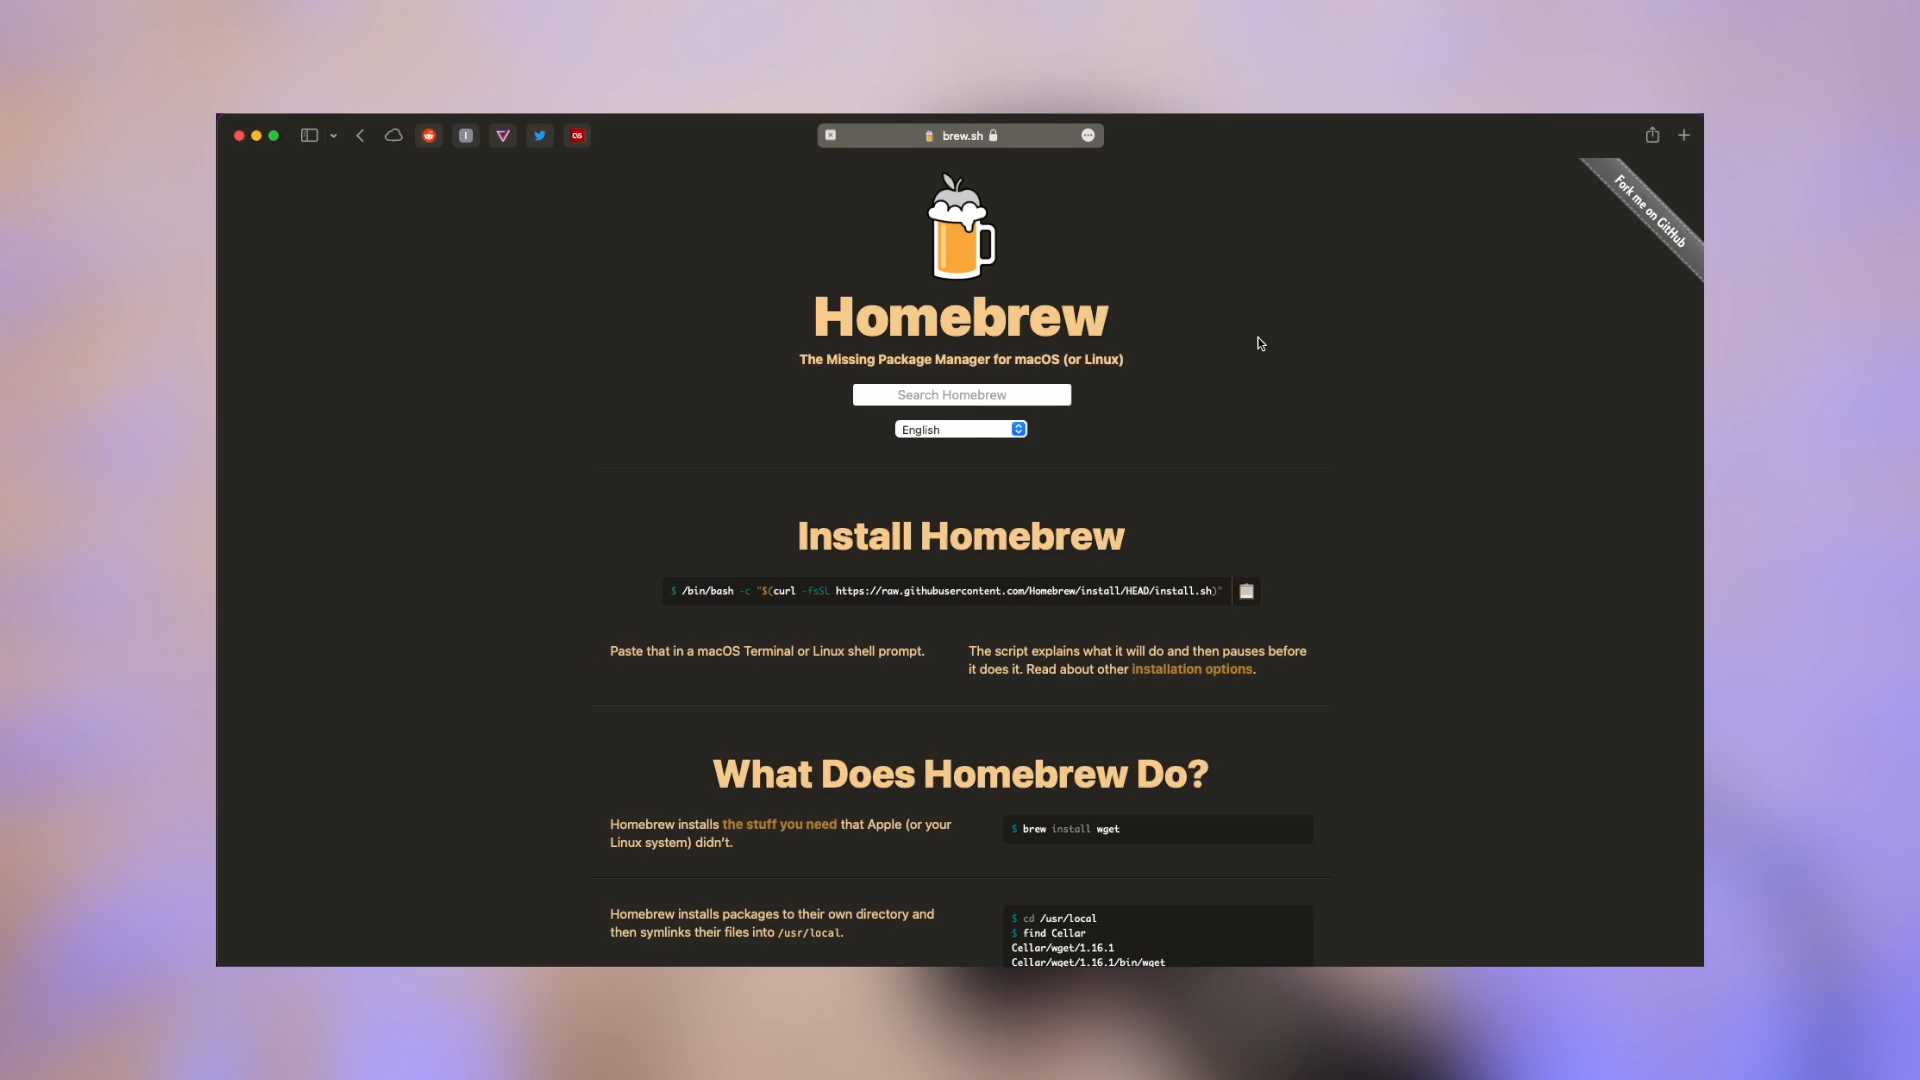 brew.sh
Fork me on GitHub
Homebrew
The Missing Package Manager for macOS (or Linux)
Search Homebrew
English
Install Homebrew
$ /bin/bash -c "$(curl -fsSL https://raw.githubusercontent.com/Homebrew/install/HEAD/install.sh)"
Paste that in a macOS Terminal or Linux shell prompt.
The script explains what it will do and then pauses before
it does it. Read about other installation options.
What Does Homebrew Do?
Homebrew installs the stuff you need that Apple (or your
Linux system) didn’t.
$ brew install wget
Homebrew installs packages to their own directory and
then symlinks their files into /usr/local.
$ cd /usr/local
$ find Cellar
Cellar/wget/1.16.1
Cellar/wget/1.16.1/bin/wget